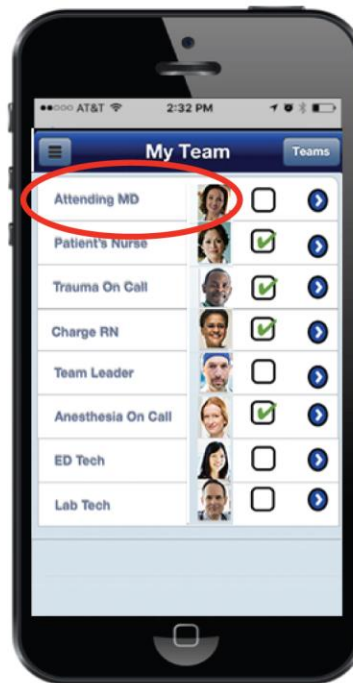 AT&T 2:32 PM
My Team Teams
Attending MD
Patient's Nurse
Trauma On Call
Charge RN
Team Leader
Anesthesia On Call
ED Tech
Lab Tech